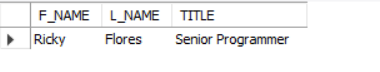 F_NAME L_NAME TITLE
Ricky Flores Senior Programmer